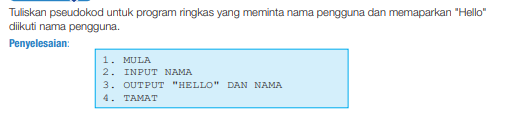 Tuliskan pseudokod untuk program ringkas yang meminta nama pengguna dan memaparkan "Hello"
diikuti nama pengguna.
Penyelesaian:
1. MULA
2. INPUT NAMA
3. OUTPUT "HELLO" DAN NAMA
4. TAMAT